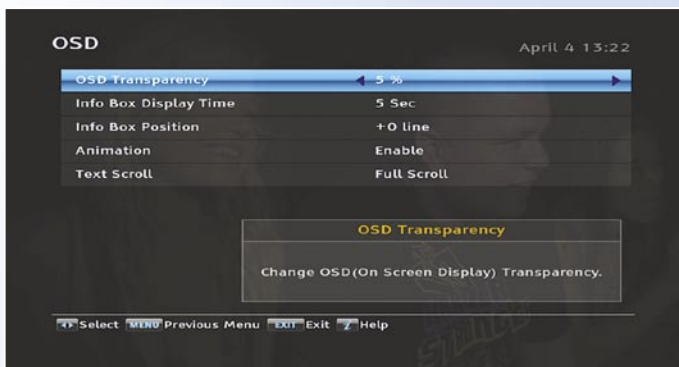 OSD
April 4 13:22
OSD Transparency 5 %
Info Box Display Time 5 Sec
Info Box Position +0 line
Animation Enable
Text Scroll Full Scroll
OSD Transparency
Change OSD(On Screen Display) Transparency.
Select MENU Previous Menu EXIT Exit i Help